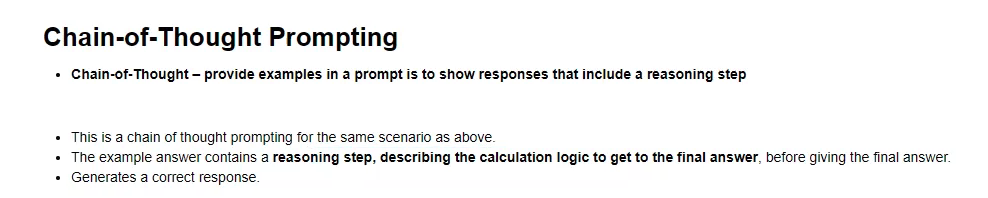 Chain-of-Thought Prompting
• Chain-of-Thought – provide examples in a prompt is to show responses that include a reasoning step
• This is a chain of thought prompting for the same scenario as above.
• The example answer contains a reasoning step, describing the calculation logic to get to the final answer, before giving the final answer.
• Generates a correct response.